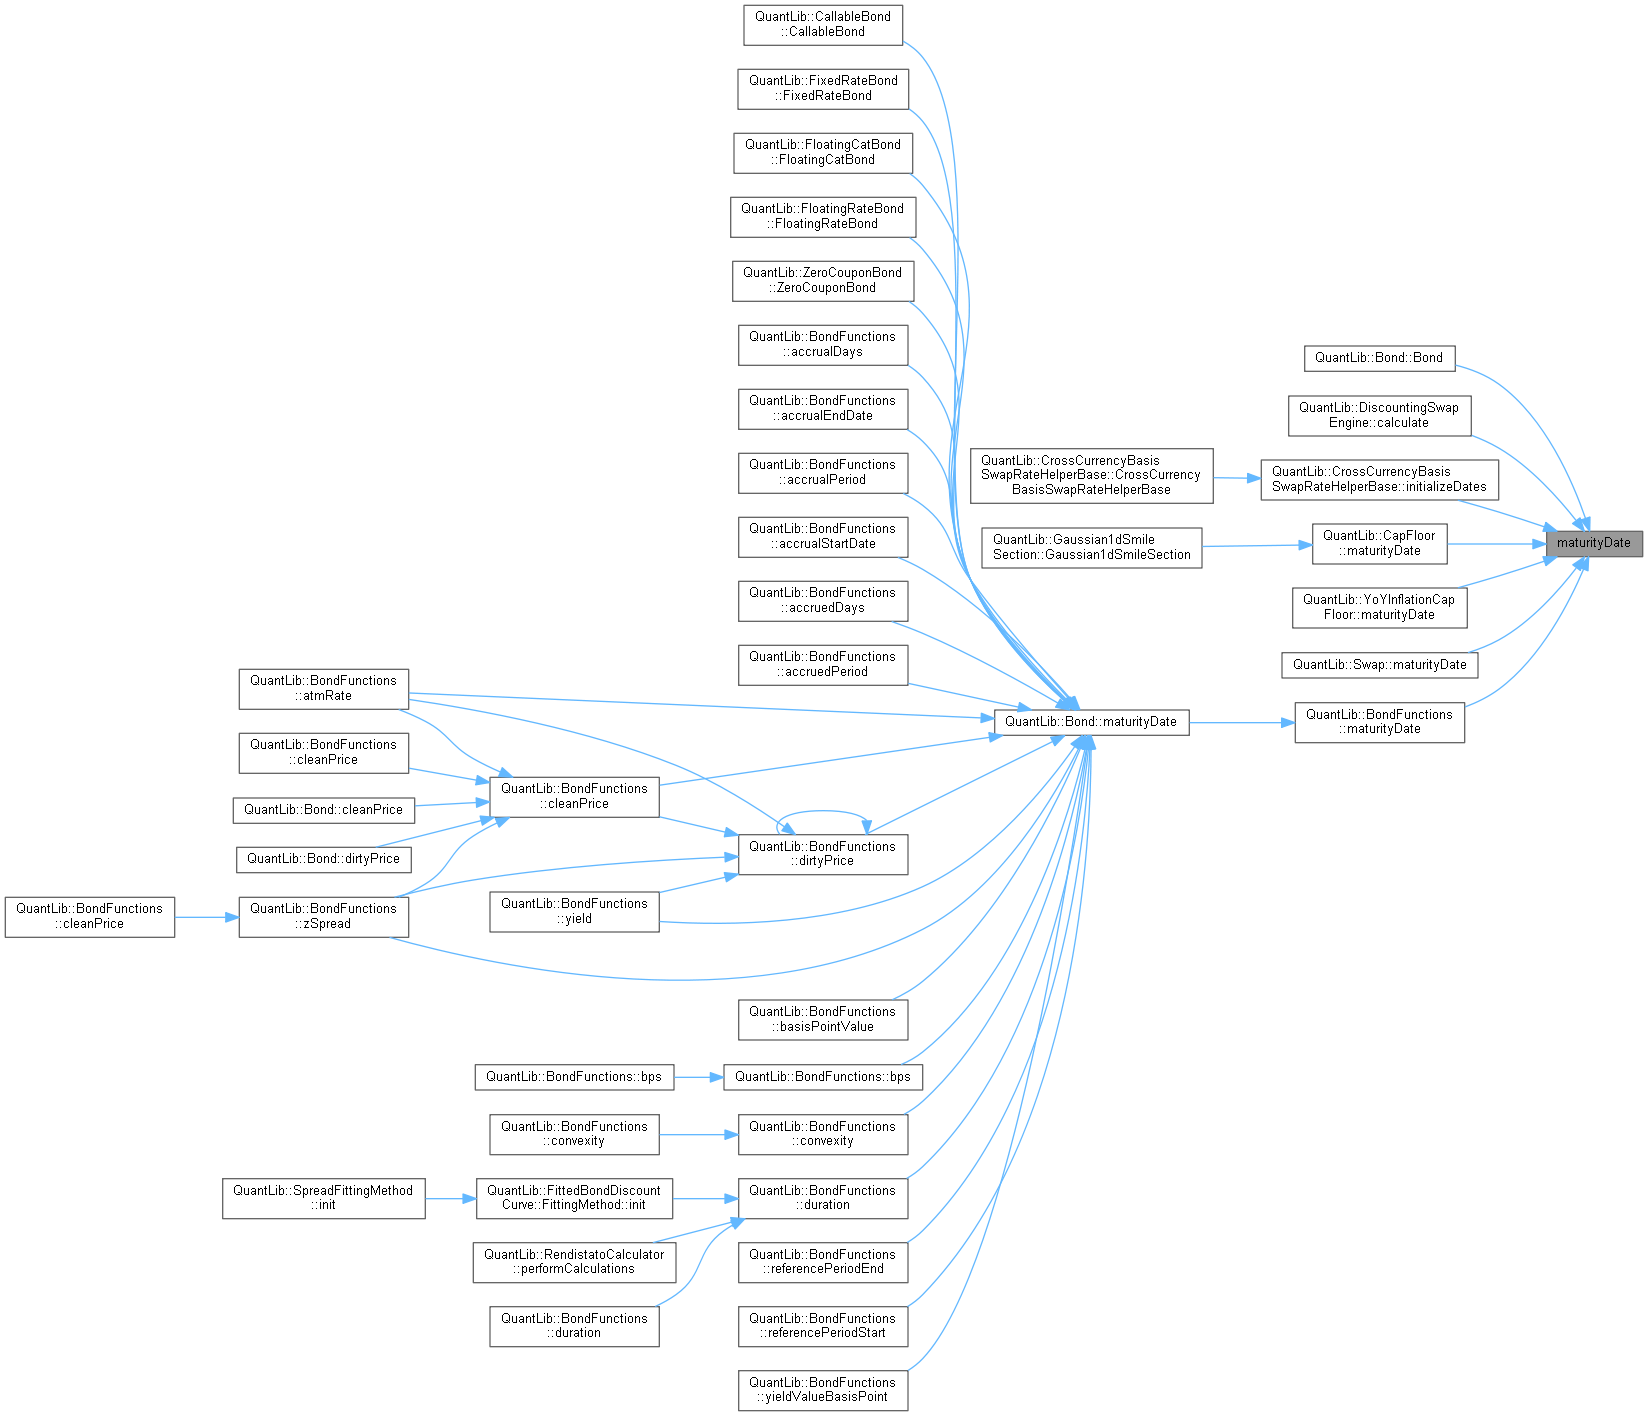 QuantLib::CallableBond
::CallableBond
QuantLib::FixedRateBond
::FixedRateBond
QuantLib::FloatingCatBond
::FloatingCatBond
QuantLib::FloatingRateBond
::FloatingRateBond
QuantLib::ZeroCouponBond
::ZeroCouponBond
QuantLib::BondFunctions
::accrualDays
QuantLib::BondFunctions
::accrualEndDate
QuantLib::BondFunctions
::accrualPeriod
QuantLib::BondFunctions
::accrualStartDate
QuantLib::BondFunctions
::accruedDays
QuantLib::BondFunctions
::accruedPeriod
QuantLib::Bond::Bond
QuantLib::DiscountingSwap
Engine::calculate
QuantLib::CrossCurrencyBasis
SwapRateHelperBase::CrossCurrency
BasisSwapRateHelperBase
QuantLib::CrossCurrencyBasis
SwapRateHelperBase::initializeDates
QuantLib::Gaussian1dSmile
Section::Gaussian1dSmileSection
QuantLib::CapFloor
::maturityDate
maturityDate
QuantLib::YoYInflationCap
Floor::maturityDate
QuantLib::Swap::maturityDate
QuantLib::Bond::maturityDate
QuantLib::BondFunctions
::maturityDate
QuantLib::BondFunctions
::atmRate
QuantLib::BondFunctions
::cleanPrice
QuantLib::Bond::cleanPrice
QuantLib::Bond::dirtyPrice
QuantLib::BondFunctions
::cleanPrice
QuantLib::BondFunctions
::dirtyPrice
QuantLib::BondFunctions
::yield
QuantLib::BondFunctions
::cleanPrice
QuantLib::BondFunctions
::zSpread
QuantLib::BondFunctions
::basisPointValue
QuantLib::BondFunctions::bps
QuantLib::BondFunctions::bps
QuantLib::BondFunctions
::convexity
QuantLib::BondFunctions
::convexity
QuantLib::SpreadFittingMethod
::init
QuantLib::FittedBondDiscount
Curve::FittingMethod::init
QuantLib::BondFunctions
::duration
QuantLib::RendistatoCalculator
::performCalculations
QuantLib::BondFunctions
::referencePeriodEnd
QuantLib::BondFunctions
::duration
QuantLib::BondFunctions
::referencePeriodStart
QuantLib::BondFunctions
::yieldValueBasisPoint